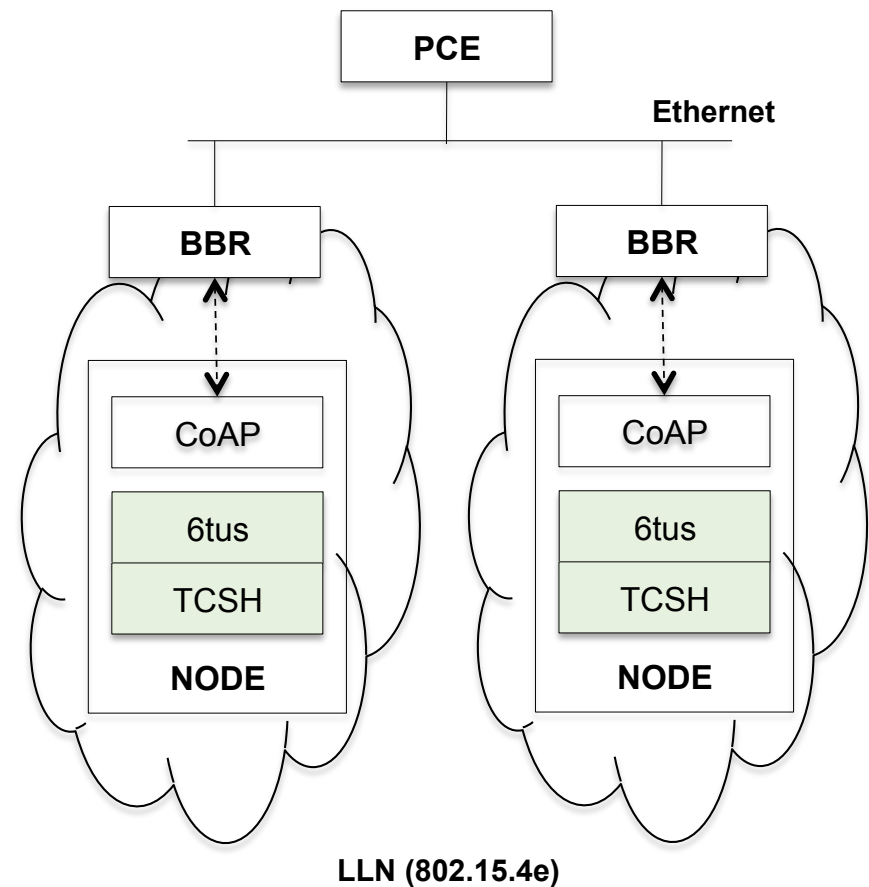 PCE
Ethernet
BBR
BBR
CoAP
6tus
TCSH
NODE
CoAP
6tus
TCSH
NODE
LLN (802.15.4e)